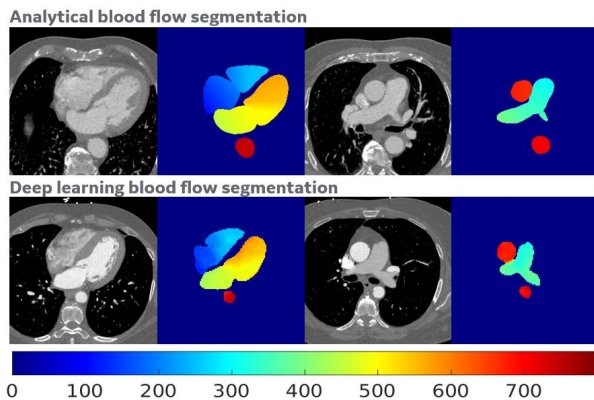 Analytical blood flow segmentation
Deep learning blood flow segmentation
0 100 200 300 400 500 600 700